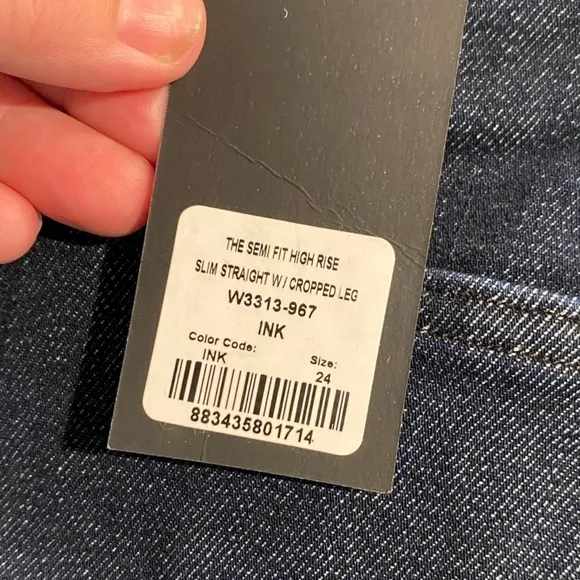 THE SEMI FIT HIGH RISE
SLIM STRAIGHT W/ CROPPED LEG
W3313-967
INK
Color Code: Size:
INK 24
883435801714